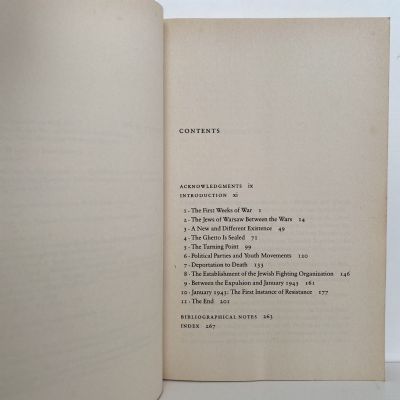 CONTENTS
ACKNOWLEDGMENTS ix
INTRODUCTION xi
1 · The First Weeks of War 1
2 · The Jews of Warsaw Between the Wars 14
3 · A New and Different Existence 49
4 · The Ghetto Is Sealed 71
5 · The Turning Point 99
6 · Political Parties and Youth Movements 120
7 · Deportation to Death 133
8 · The Establishment of the Jewish Fighting Organization 146
9 · Between the Expulsion and January 1943 161
10 · January 1943: The First Instance of Resistance 177
11 · The End 201
BIBLIOGRAPHICAL NOTES 263
INDEX 267